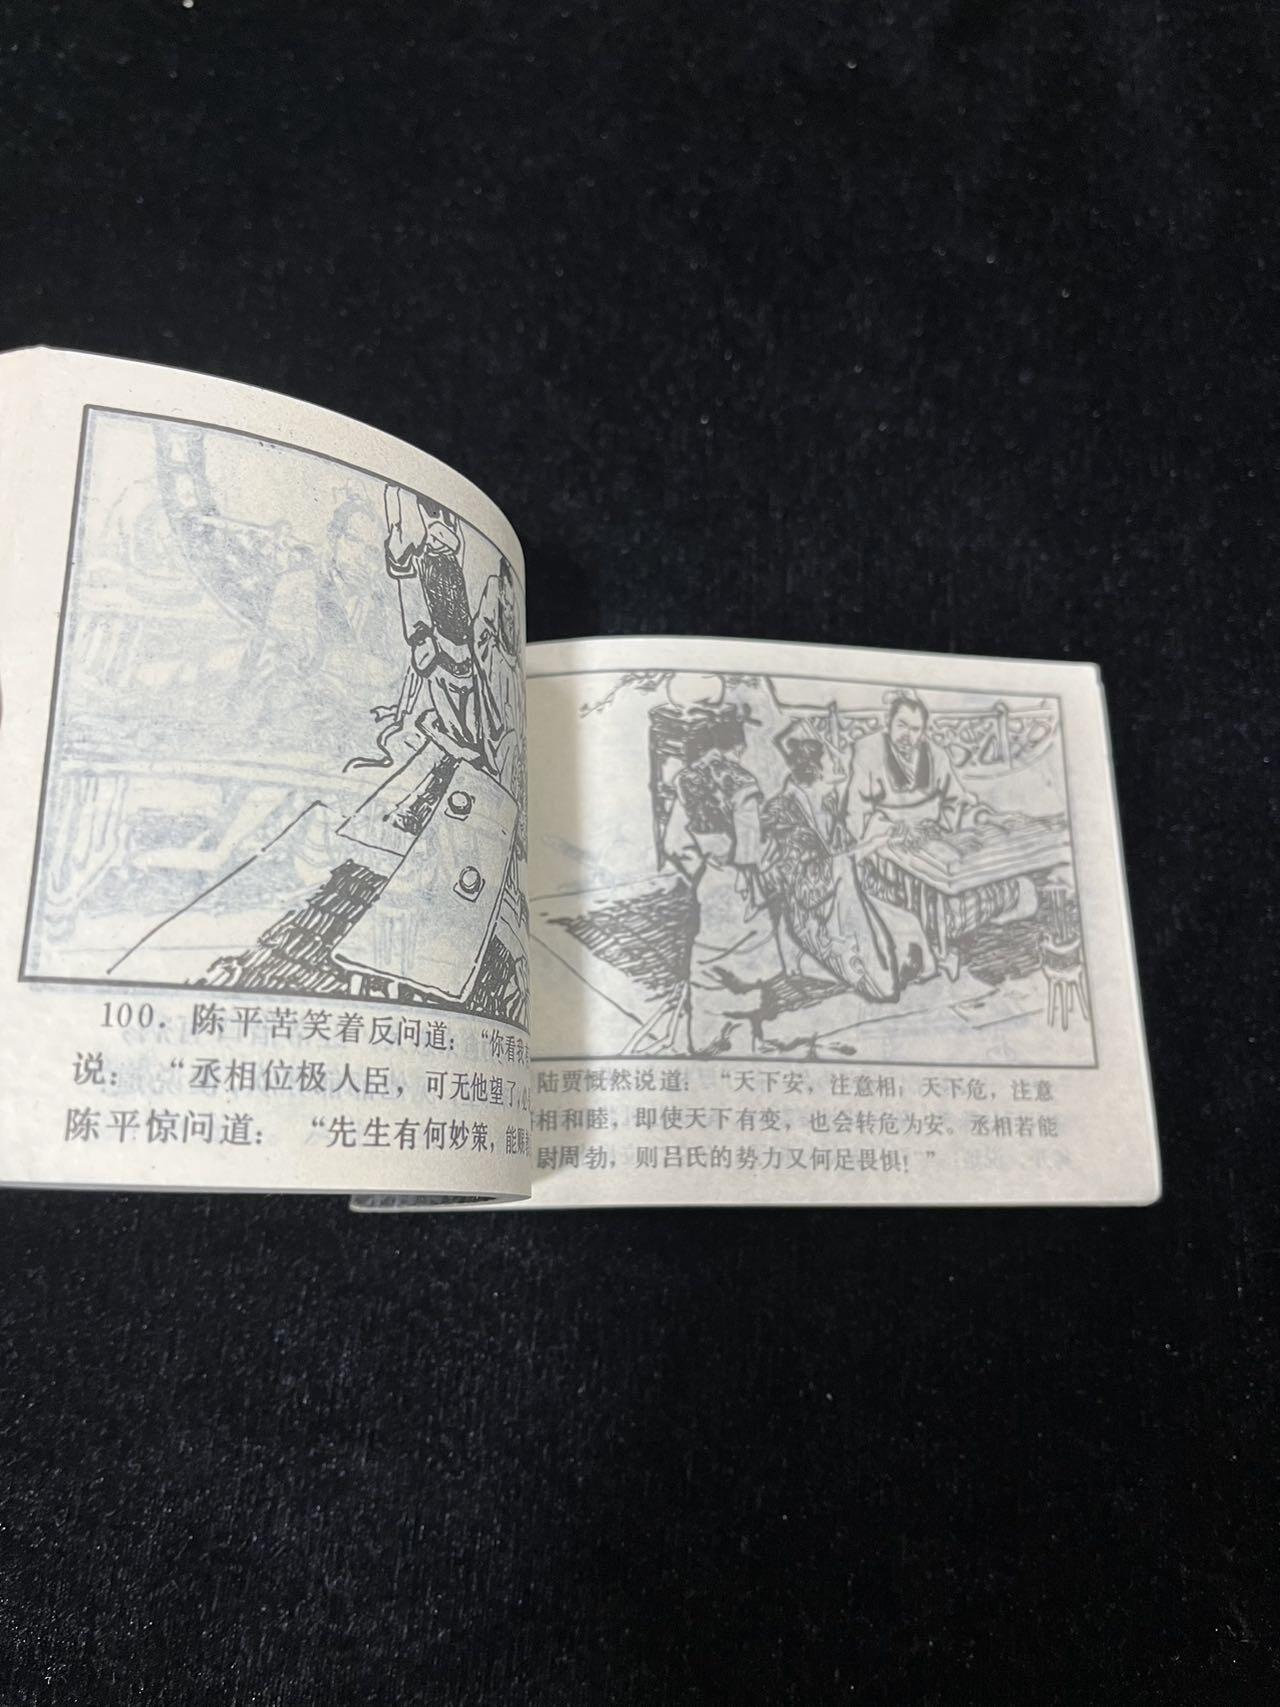 100. 陈平苦笑着反问道：“你看我
说：“丞相位极人臣，可无他望了，
陈平惊问道：“先生有何妙策，能
陆贾慨然说道：“天下安，注意相；天下危，注意
相和睦，即使天下有变，也会转危为安。丞相若能
尉周勃，则吕氏的势力又何足畏惧！”